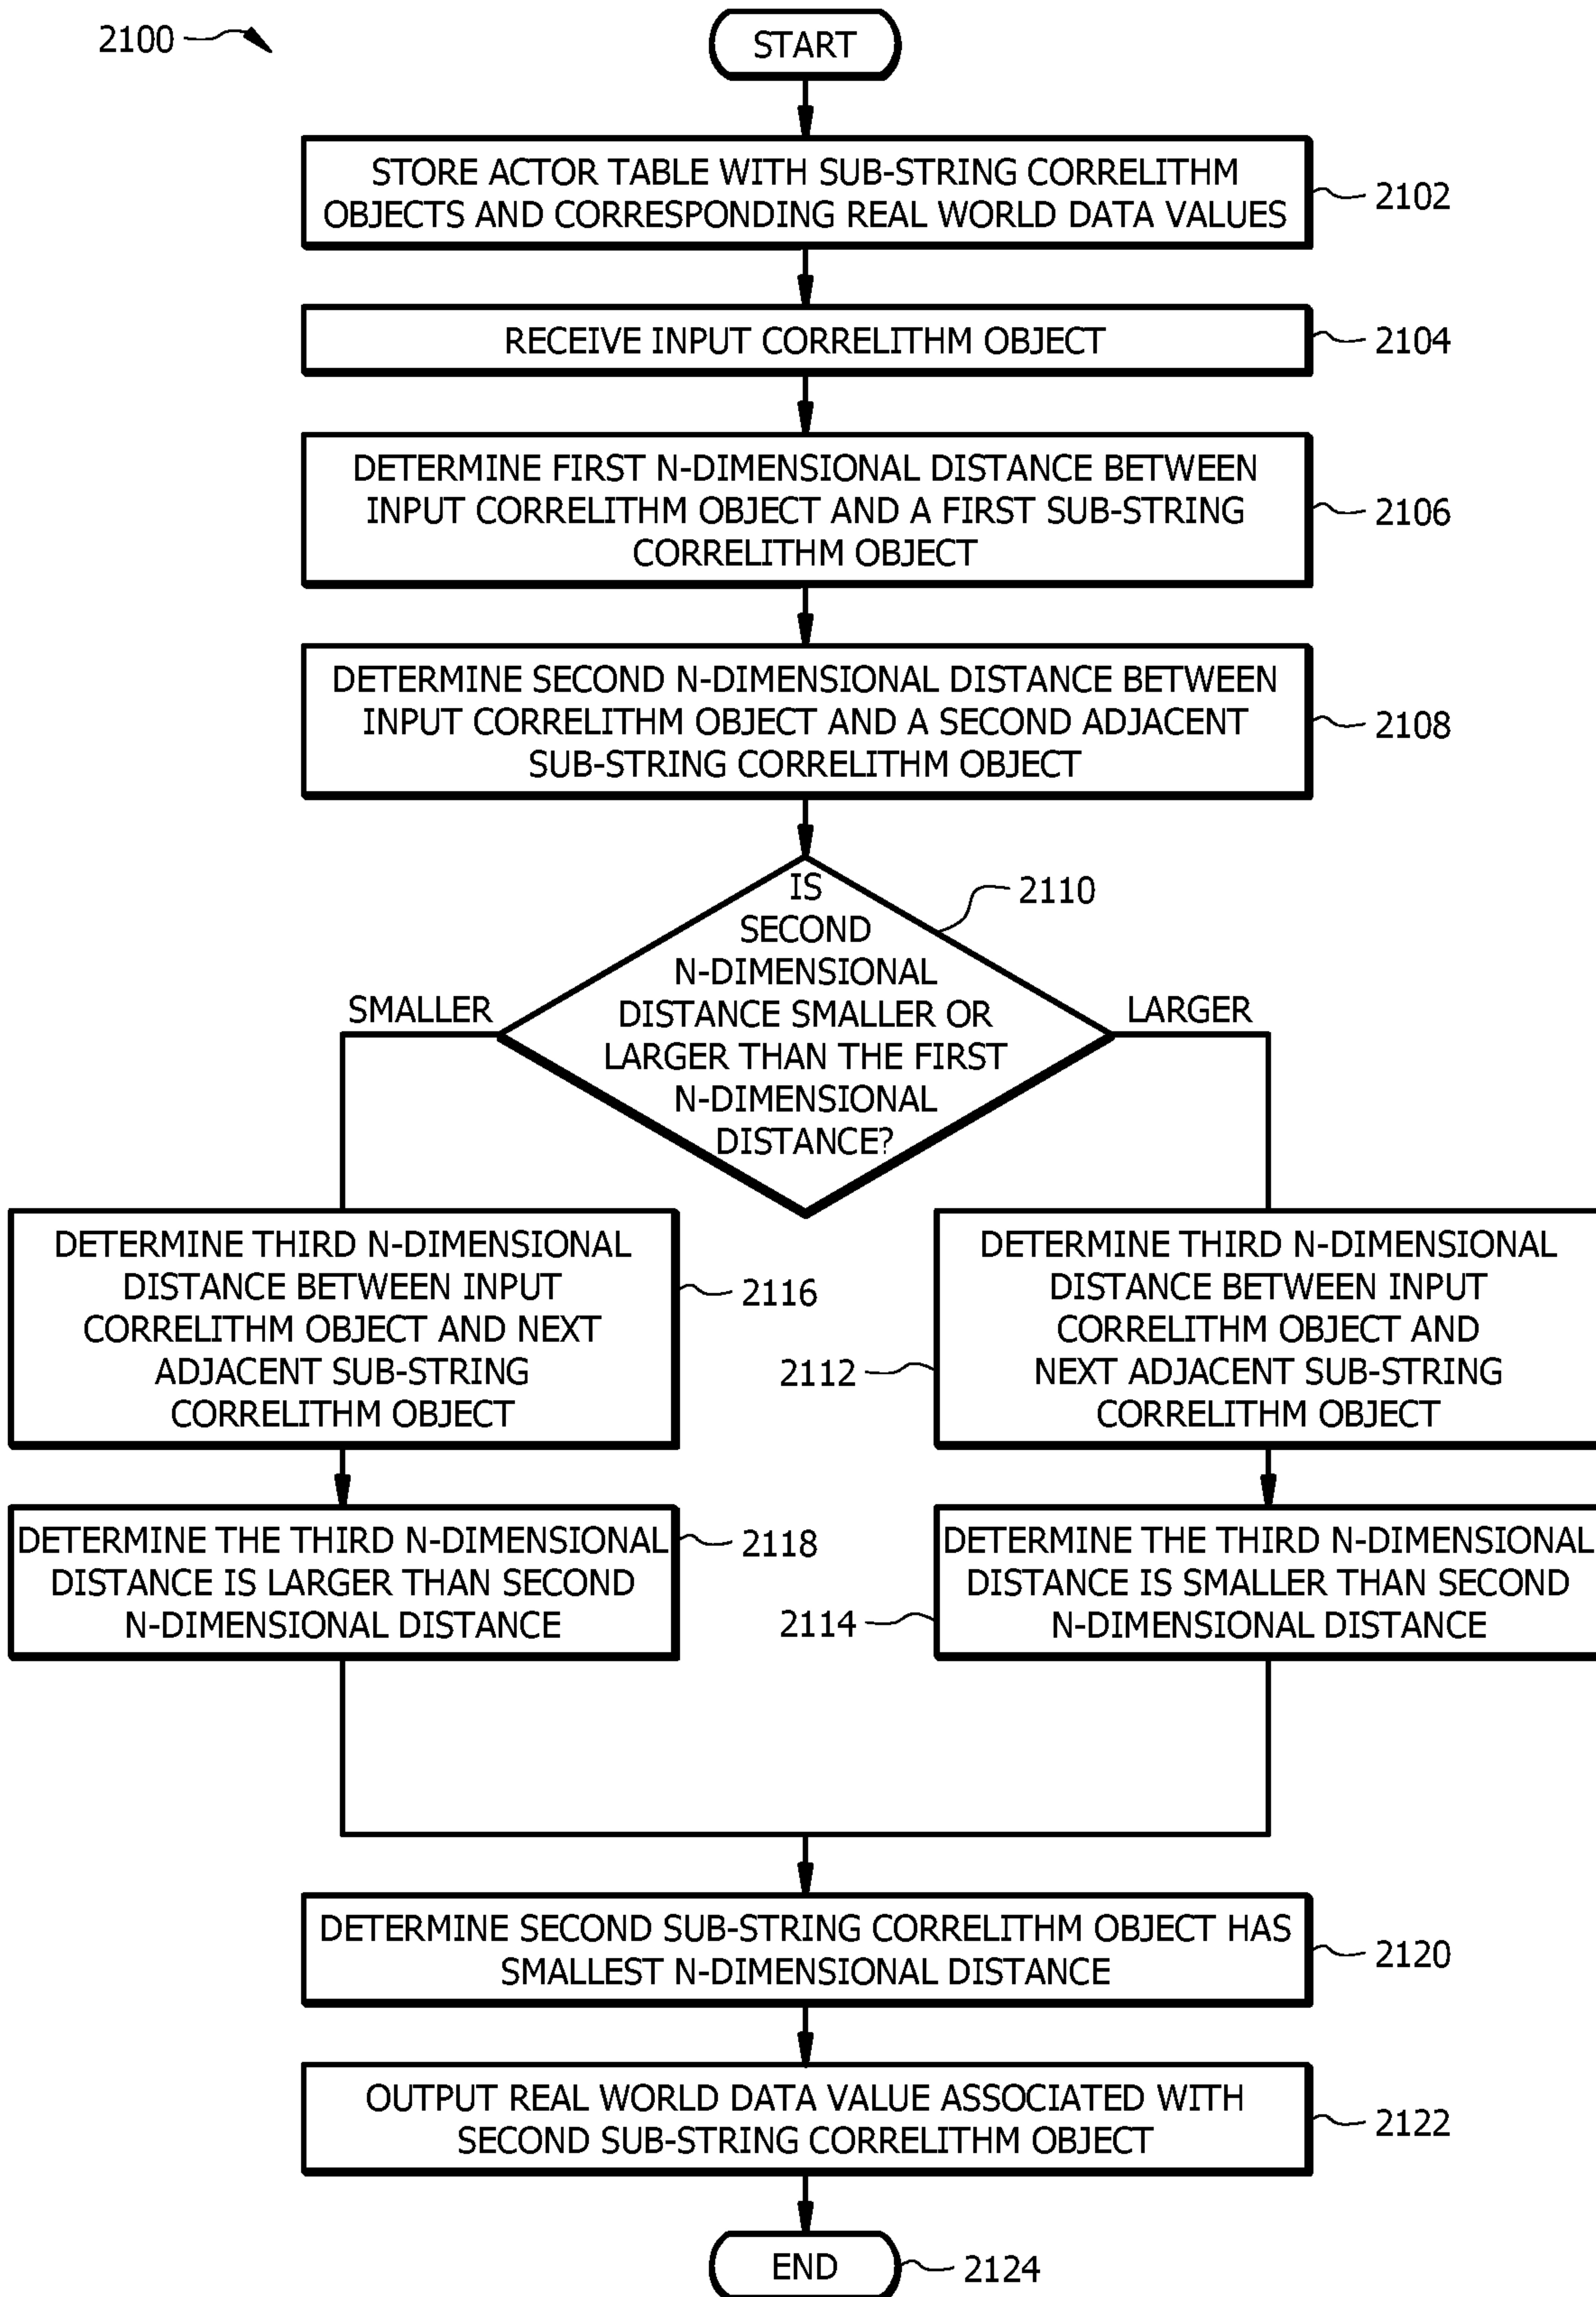 2100
START
STORE ACTOR TABLE WITH SUB-STRING CORRELITHM
OBJECTS AND CORRESPONDING REAL WORLD DATA VALUES
2102
RECEIVE INPUT CORRELITHM OBJECT
2104
DETERMINE FIRST N-DIMENSIONAL DISTANCE BETWEEN
INPUT CORRELITHM OBJECT AND A FIRST SUB-STRING
CORRELITHM OBJECT
2106
DETERMINE SECOND N-DIMENSIONAL DISTANCE BETWEEN
INPUT CORRELITHM OBJECT AND A SECOND ADJACENT
SUB-STRING CORRELITHM OBJECT
2108
IS
SECOND
N-DIMENSIONAL
DISTANCE SMALLER OR
LARGER THAN THE FIRST
N-DIMENSIONAL
DISTANCE?
2110
SMALLER
LARGER
DETERMINE THIRD N-DIMENSIONAL
DISTANCE BETWEEN INPUT
CORRELITHM OBJECT AND NEXT
ADJACENT SUB-STRING
CORRELITHM OBJECT
2116
DETERMINE THIRD N-DIMENSIONAL
DISTANCE BETWEEN INPUT
CORRELITHM OBJECT AND
NEXT ADJACENT SUB-STRING
CORRELITHM OBJECT
2112
DETERMINE THE THIRD N-DIMENSIONAL
DISTANCE IS LARGER THAN SECOND
N-DIMENSIONAL DISTANCE
2118
DETERMINE THE THIRD N-DIMENSIONAL
DISTANCE IS SMALLER THAN SECOND
N-DIMENSIONAL DISTANCE
2114
DETERMINE SECOND SUB-STRING CORRELITHM OBJECT HAS
SMALLEST N-DIMENSIONAL DISTANCE
2120
OUTPUT REAL WORLD DATA VALUE ASSOCIATED WITH
SECOND SUB-STRING CORRELITHM OBJECT
2122
END
2124